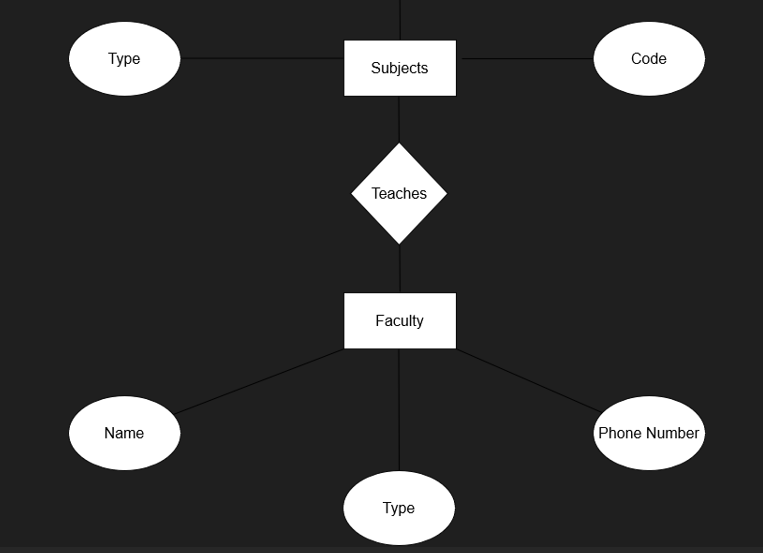 Type
Subjects
Code
Teaches
Faculty
Name
Phone Number
Type